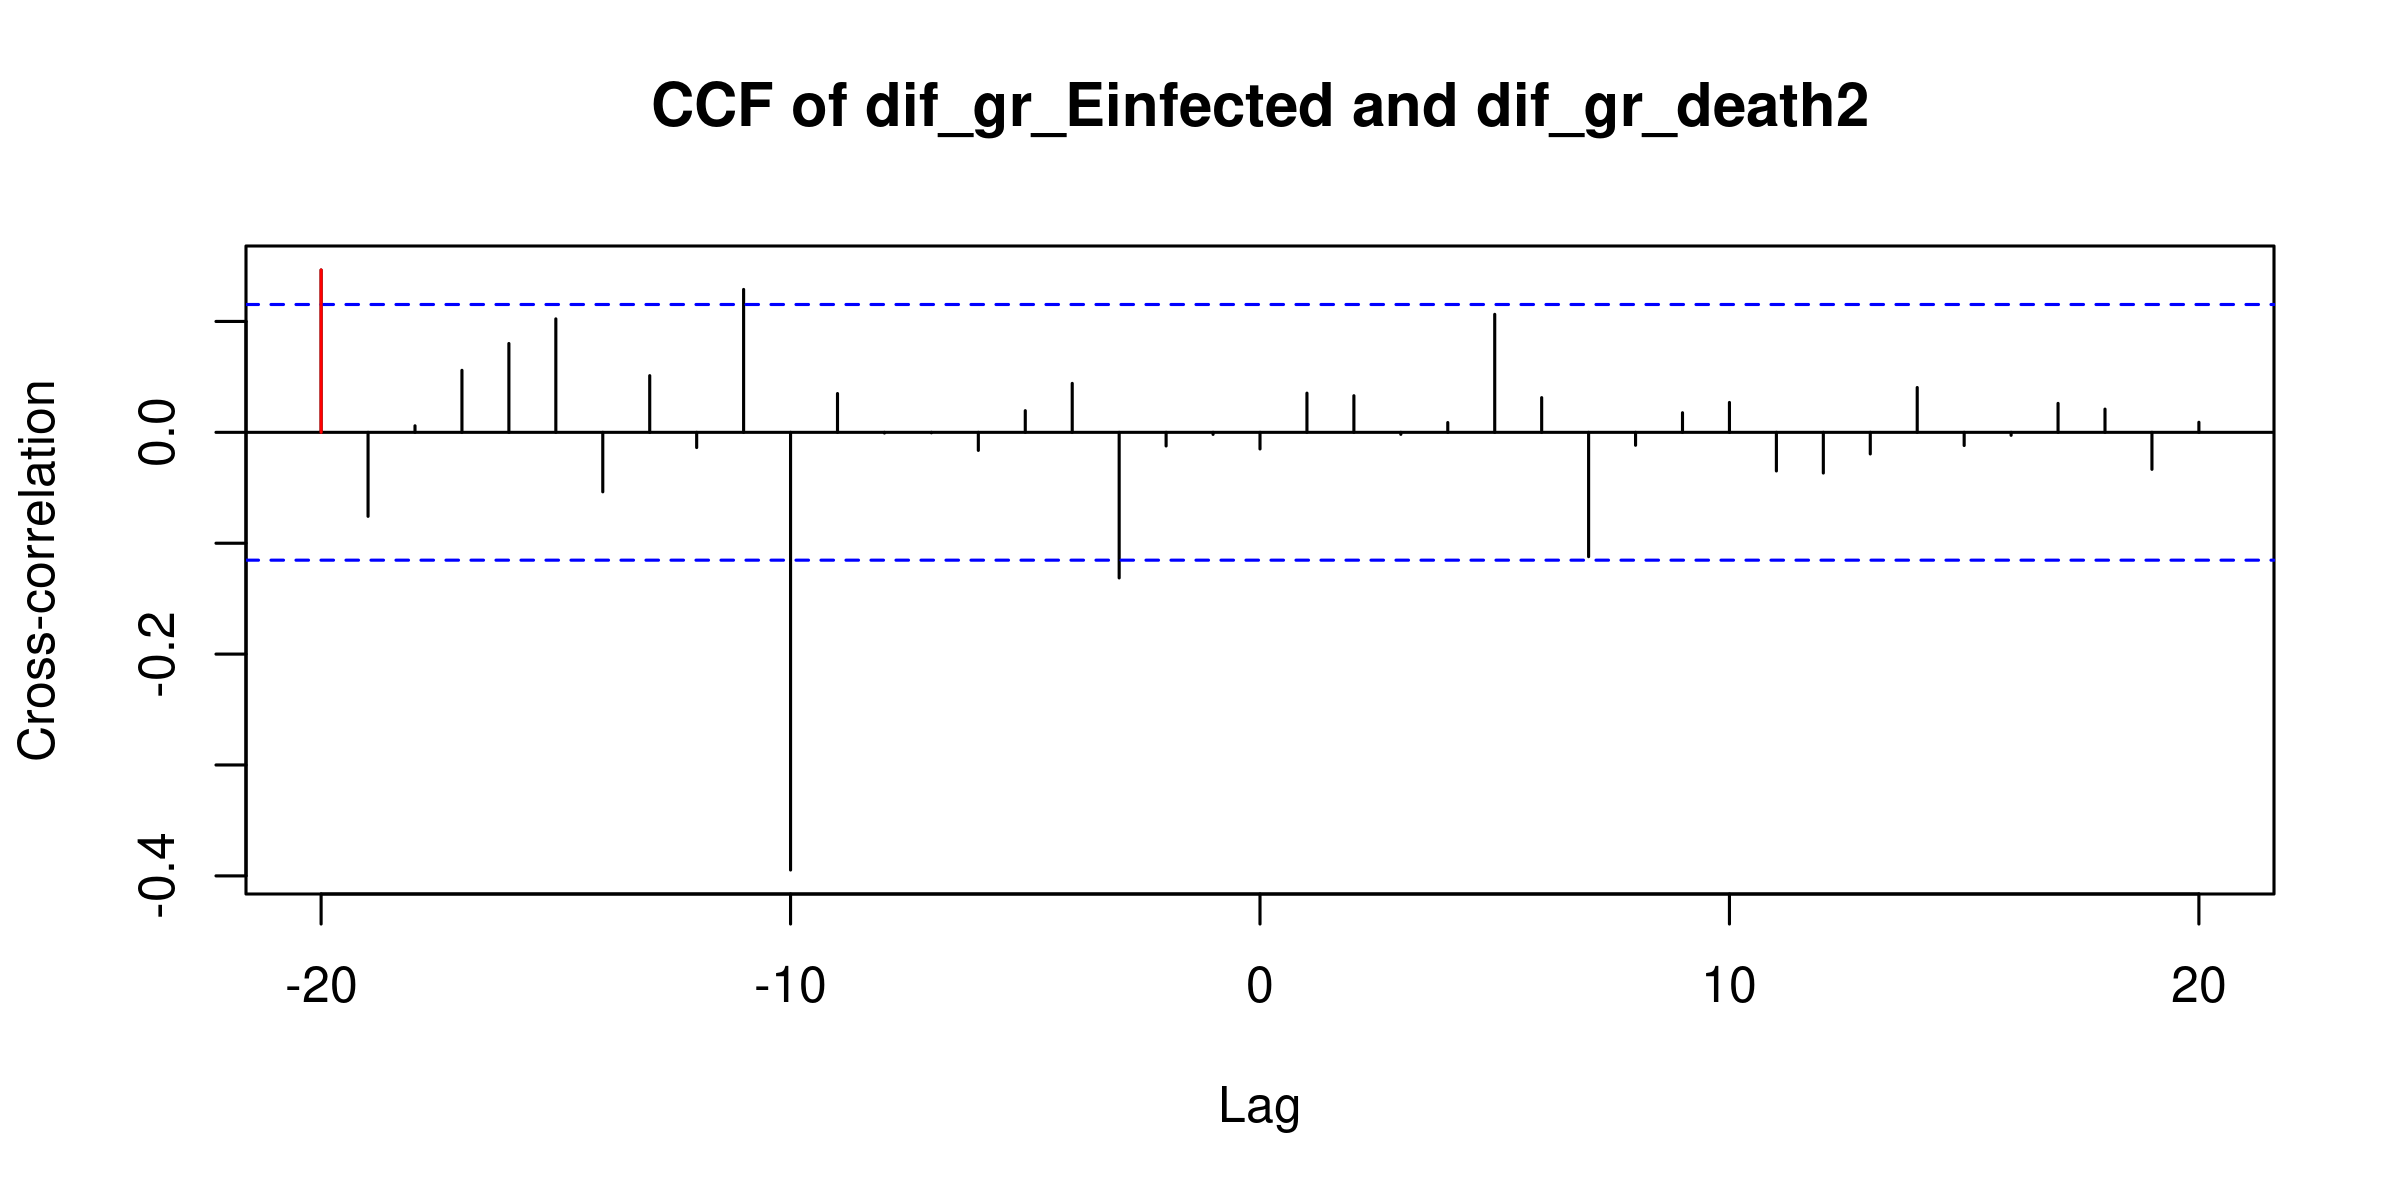 CCF of dif_gr_Einfected and dif_gr_death2
Cross-correlation
0.0
-0.2
-0.4
-20 -10 0 10 20
Lag